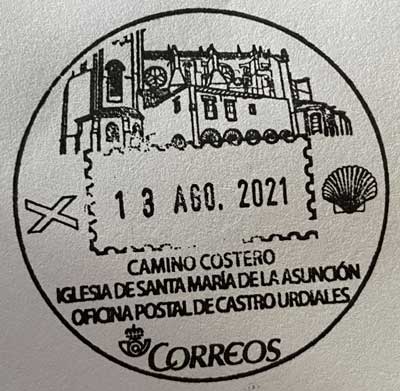 13 AGO. 2021
CAMINO COSTERO
IGLESIA DE SANTA MARÍA DE LA ASUNCIÓN
OFICINA POSTAL DE CASTRO URDIALES
CORREOS